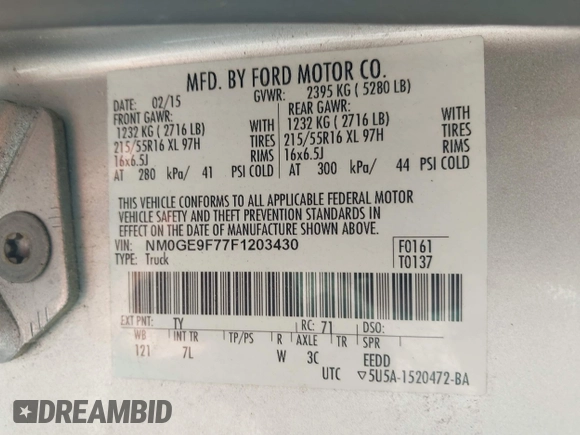 MFD. BY FORD MOTOR CO.
DATE: 02/15 GVWR: 2395 KG ( 5280 LB)
FRONT GAWR: REAR GAWR:
1232 KG ( 2716 LB) WITH 1232 KG ( 2716 LB) WITH
215/55R16 XL 97H TIRES 215/55R16 XL 97H TIRES
16x6.5J RIMS 16x6.5J RIMS
AT 280 kPa/ 41 PSI COLD AT 300 kPa/ 44 PSI COLD
THIS VEHICLE CONFORMS TO ALL APPLICABLE FEDERAL MOTOR
VEHICLE SAFETY AND THEFT PREVENTION STANDARDS IN
EFFECT ON THE DATE OF MANUFACTURE SHOWN ABOVE.
VIN: NM0GE9F77F1203430 F0161
TYPE: Truck T0137
EXT PNT: TY RC: 71 DSO:
WB INT TR TP/PS R AXLE TR SPR
121 7L W 3C EEDD
UTC ▽5U5A-1520472-BA
DREAMBID